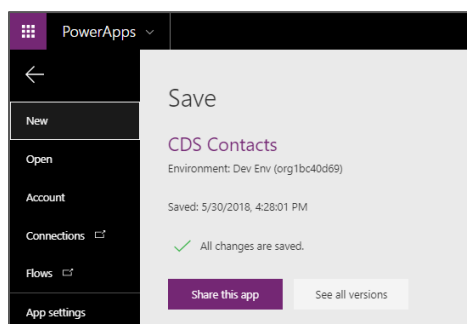 PowerApps
Save
New
CDS Contacts
Open
Environment: Dev Env (org1bc40d69)
Account
Saved: 5/30/2018, 4:28:01 PM
Connections
All changes are saved.
Flows
Share this app
See all versions
App settings